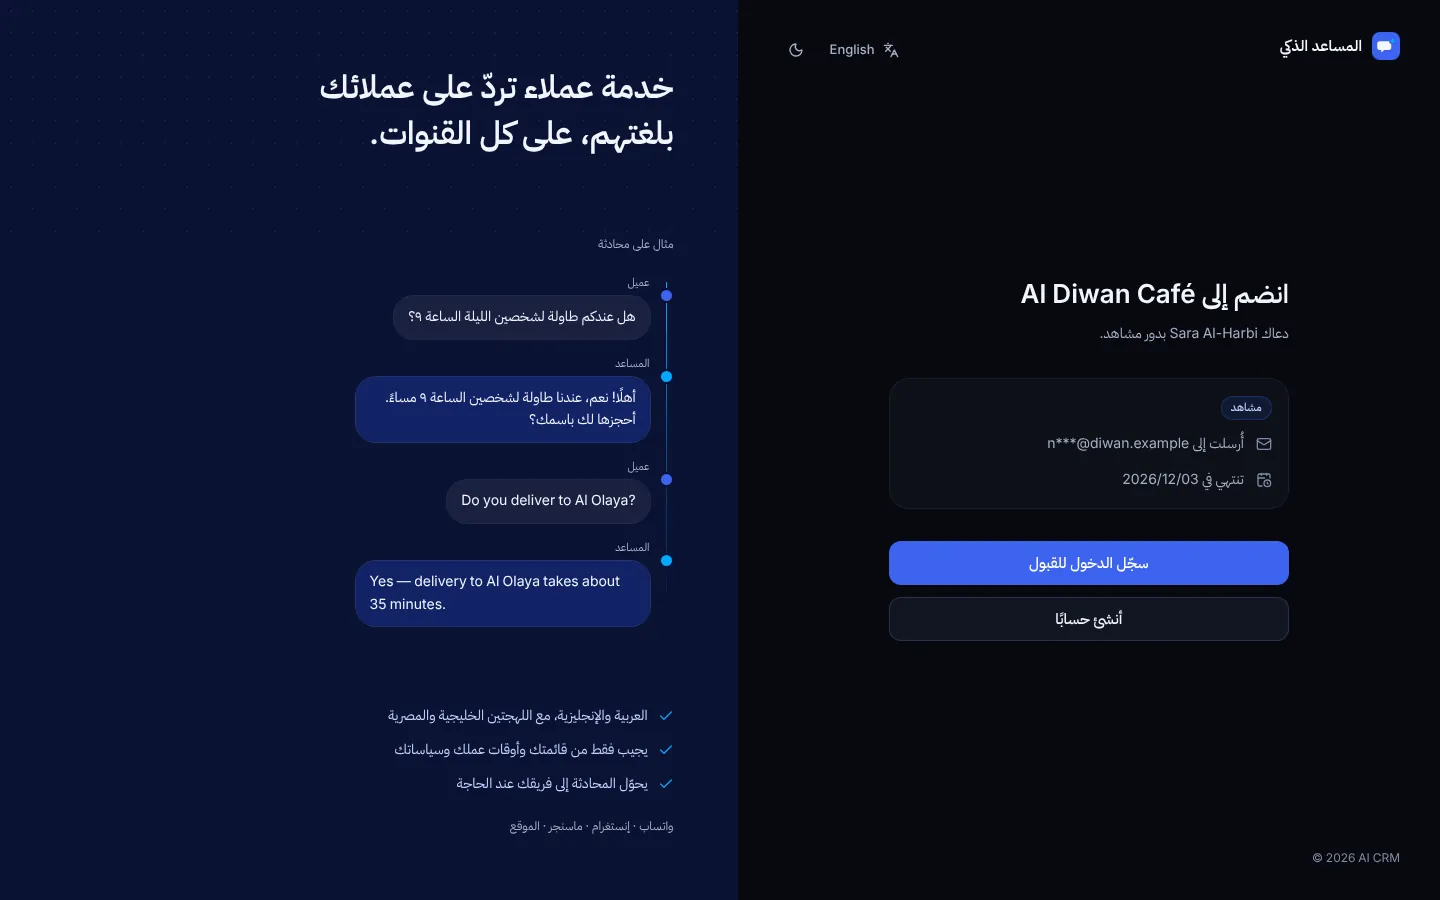 المساعد الذكي
English
انضم إلى Al Diwan Café
دعاك Sara Al-Harbi بدور مشاهد.
مشاهد
أُرسلت إلى n***@diwan.example
تنتهي في 2026/12/03
سجّل الدخول للقبول
أنشئ حسابًا
© 2026 AI CRM
خدمة عملاء تردّ على عملائك
بلغتهم، على كل القنوات.
مثال على محادثة
عميل
هل عندكم طاولة لشخصين الليلة الساعة ٩؟
المساعد
أهلًا! نعم، عندنا طاولة لشخصين الساعة ٩ مساءً.
أحجزها لك باسمك؟
عميل
Do you deliver to Al Olaya?
المساعد
Yes — delivery to Al Olaya takes about
35 minutes.
العربية والإنجليزية، مع اللهجتين الخليجية والمصرية
يجيب فقط من قائمتك وأوقات عملك وسياساتك
يحوّل المحادثة إلى فريقك عند الحاجة
واتساب · إنستغرام · ماسنجر · الموقع